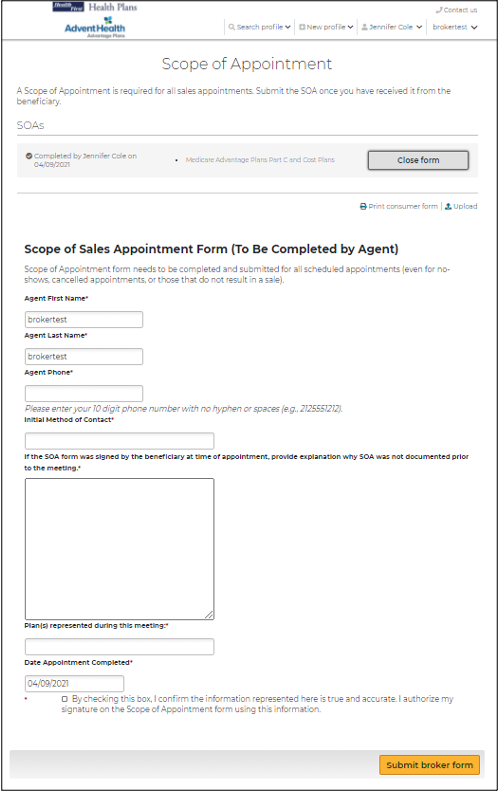 Health First Health Plans
Contact us
AdventHealth
Advantage Plans
Search profile
New profile
Jennifer Cole
brokertest
Scope of Appointment
A Scope of Appointment is required for all sales appointments. Submit the SOA once you have received it from the
beneficiary.
SOAs
Completed by Jennifer Cole on
04/09/2021
• Medicare Advantage Plans Part C and Cost Plans
Close form
Print consumer form | Upload
Scope of Sales Appointment Form (To Be Completed by Agent)
Scope of Appointment form needs to be completed and submitted for all scheduled appointments (even for no-
shows, cancelled appointments, or those that do not result in a sale).
Agent First Name*
brokertest
Agent Last Name*
brokertest
Agent Phone*
Please enter your 10 digit phone number with no hyphen or spaces (e.g., 2125551212).
Initial Method of Contact*
If the SOA form was signed by the beneficiary at time of appointment, provide explanation why SOA was not documented prior
to the meeting.*
Plan(s) represented during this meeting:*
Date Appointment Completed*
04/09/2021
• By checking this box, I confirm the information represented here is true and accurate. I authorize my
signature on the Scope of Appointment form using this information.
Submit broker form